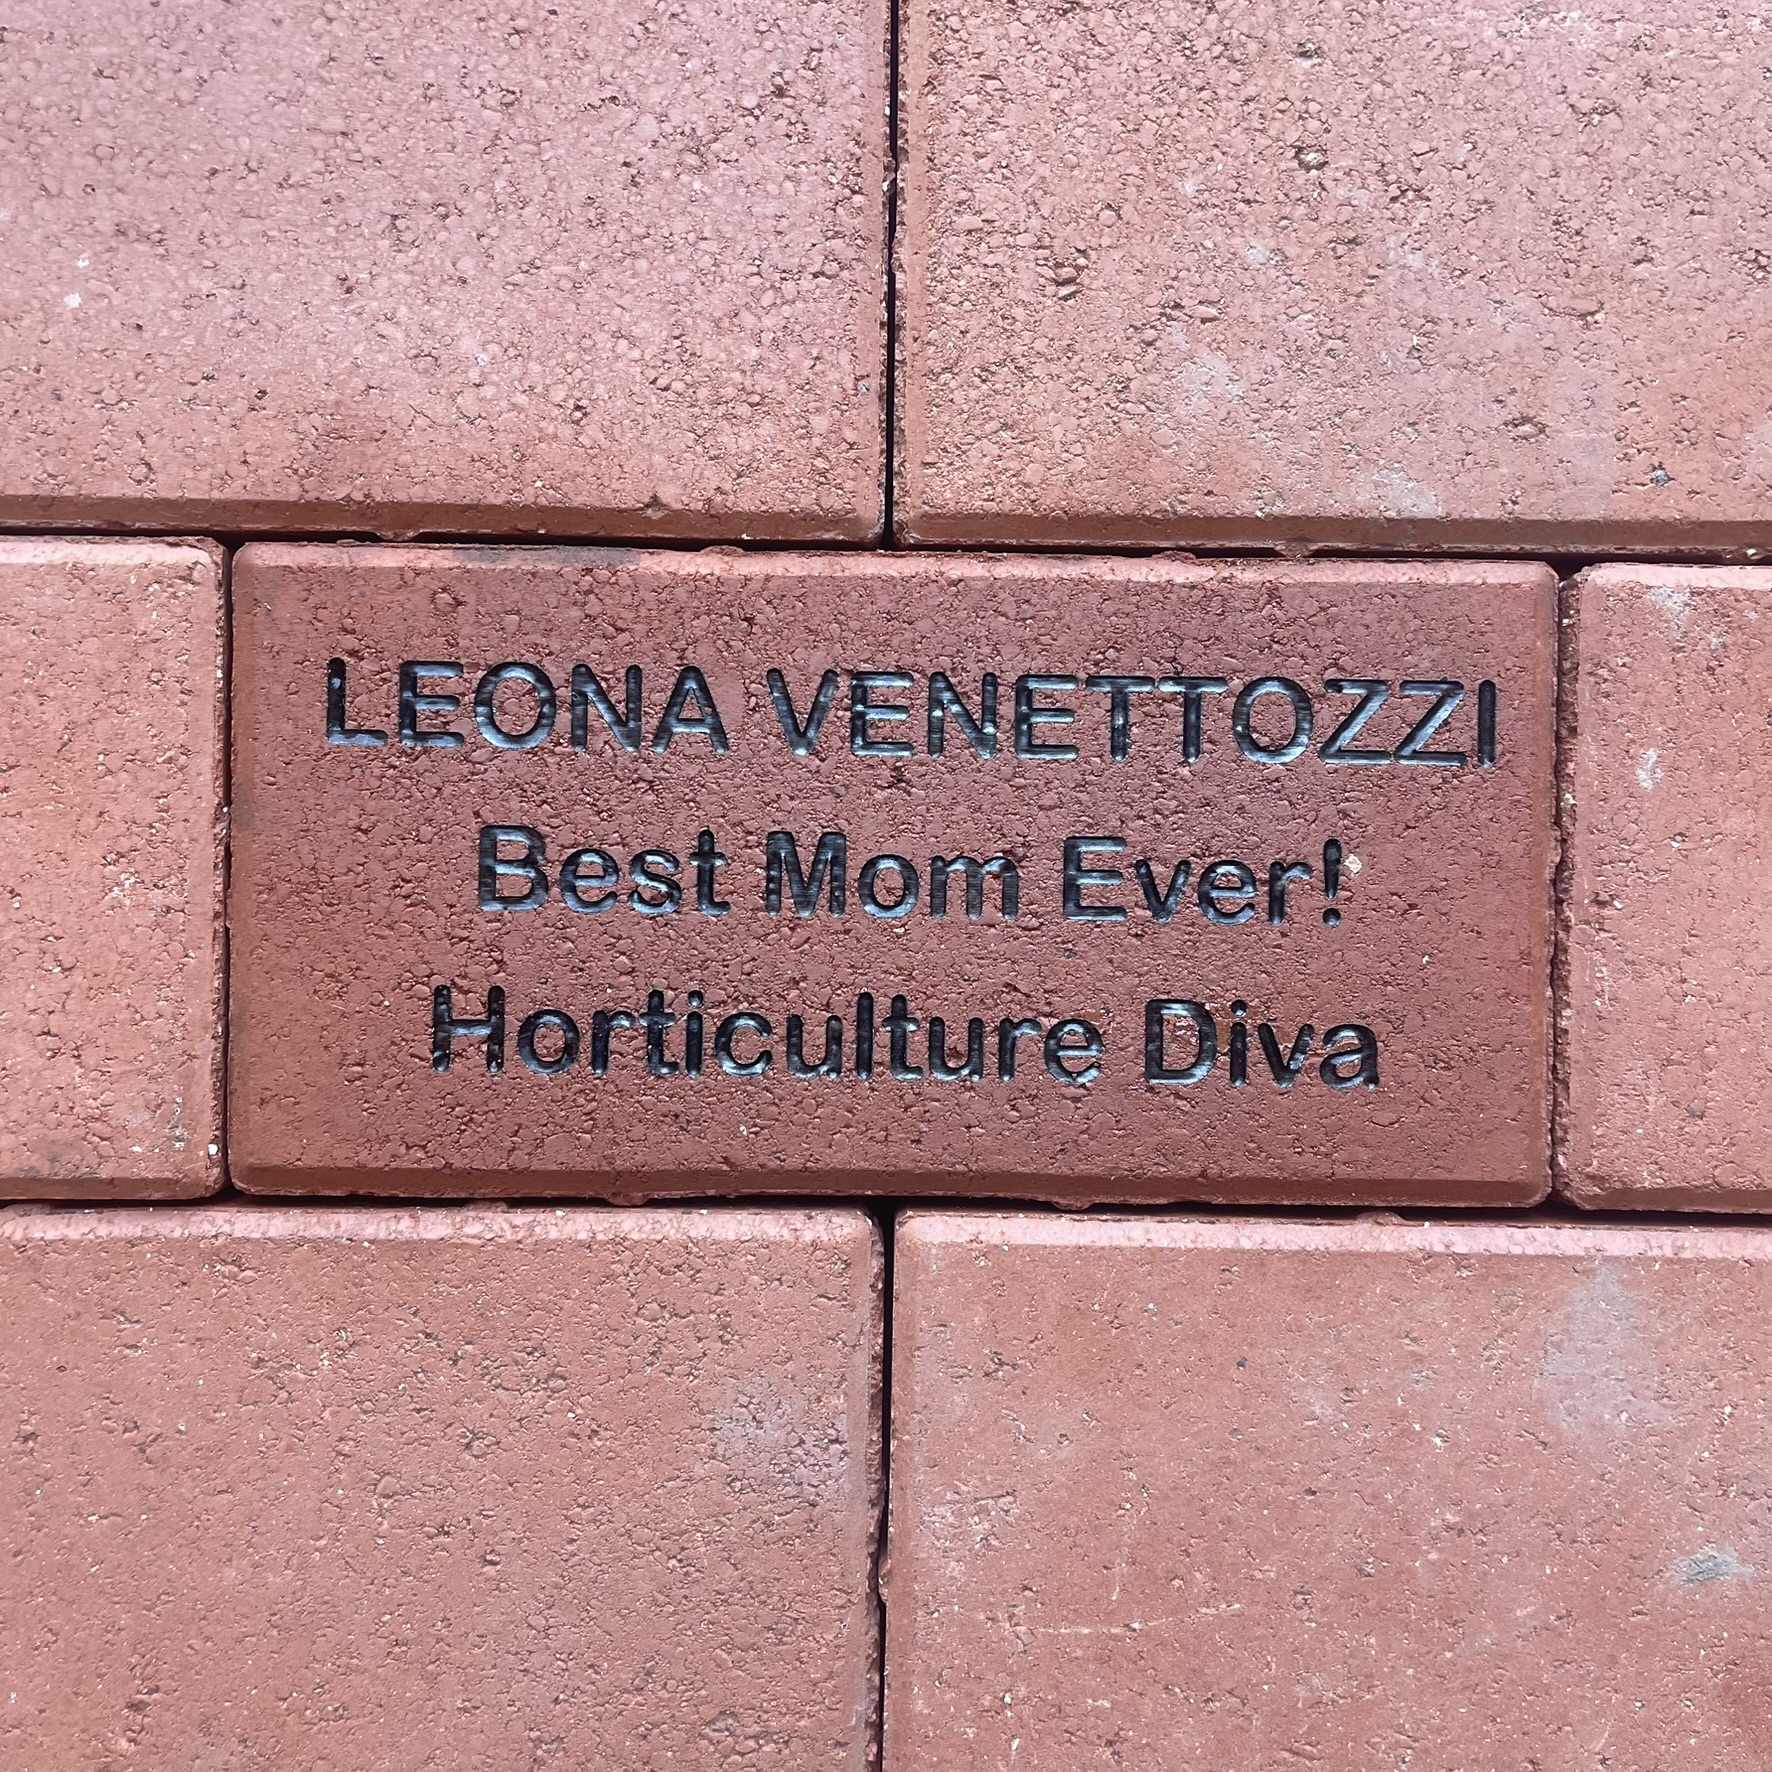 LEONA VENETTOZZI
Best Mom Ever!
Horticulture Diva